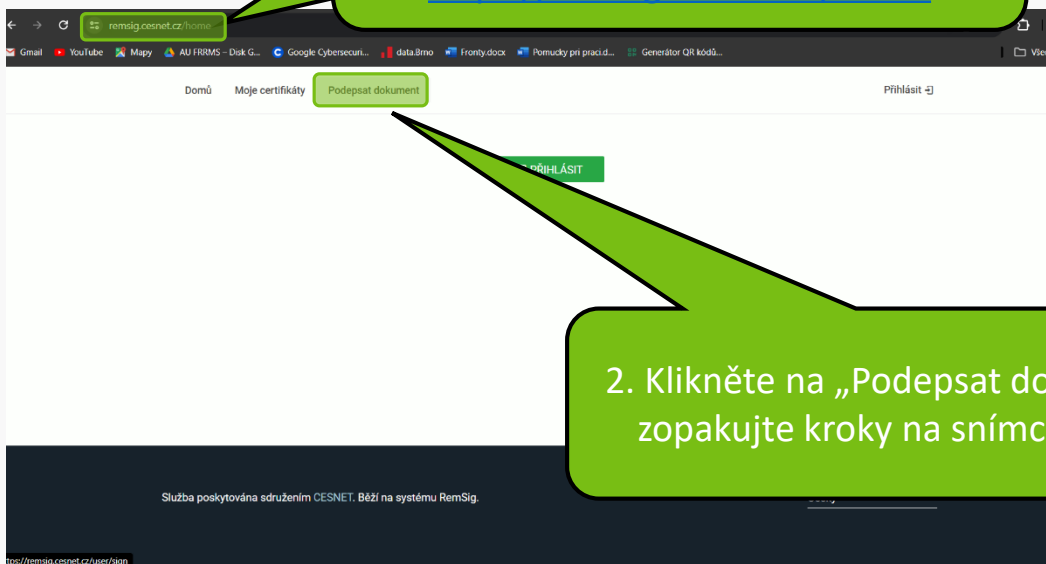 remsig.cesnet.cz/home
Gmail YouTube Mapy AU FRRMS – Disk G... Google Cybersecuri... data.Brno Fronty.docx Pomucky pri praci.d... Generátor QR kódů...
Domů Moje certifikáty Podepsat dokument Přihlásit
PŘIHLÁSIT
2. Klikněte na „Podepsat do
zopakujte kroky na snímc
Služba poskytována sdružením CESNET. Běží na systému RemSig.
tps://remsig.cesnet.cz/user/sign